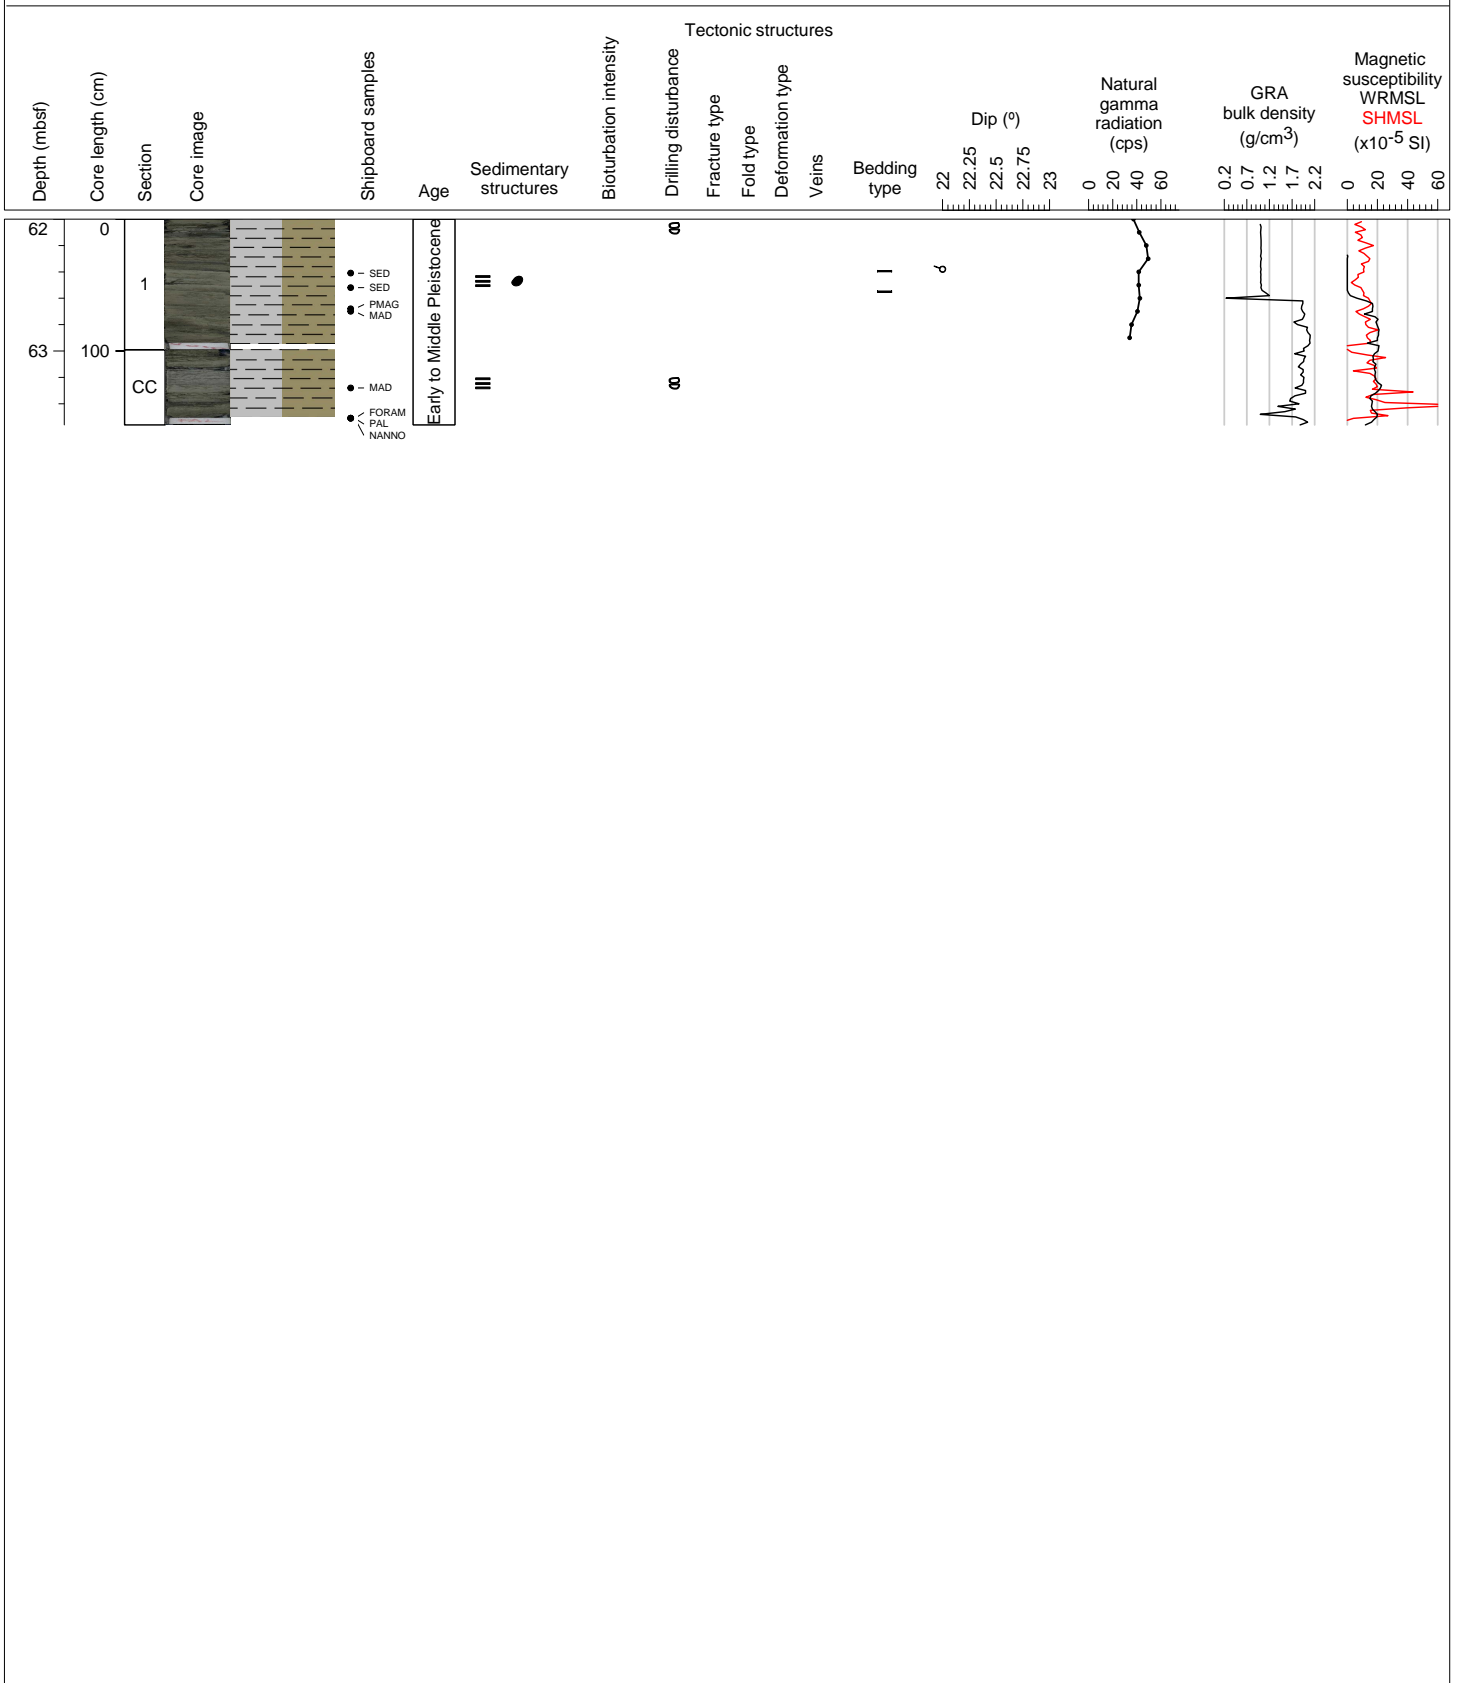 Tectonic structures
Depth (mbsf)
Core length (cm)
Section
Core image
Shipboard samples
Age
Sedimentary
structures
Bioturbation intensity
Drilling disturbance
Fracture type
Fold type
Deformation type
Veins
Bedding
type
Dip (º)
22
22.25
22.5
22.75
23
Natural
gamma
radiation
(cps)
0
20
40
60
GRA
bulk density
(g/cm3)
0.2
0.7
1.2
1.7
2.2
Magnetic
susceptibility
WRMSL
SHMSL
(x10-5 SI)
0
20
40
60
62
0
1
SED
SED
PMAG
MAD
Early to Middle Pleistocene
63
100
CC
MAD
FORAM
PAL
NANNO